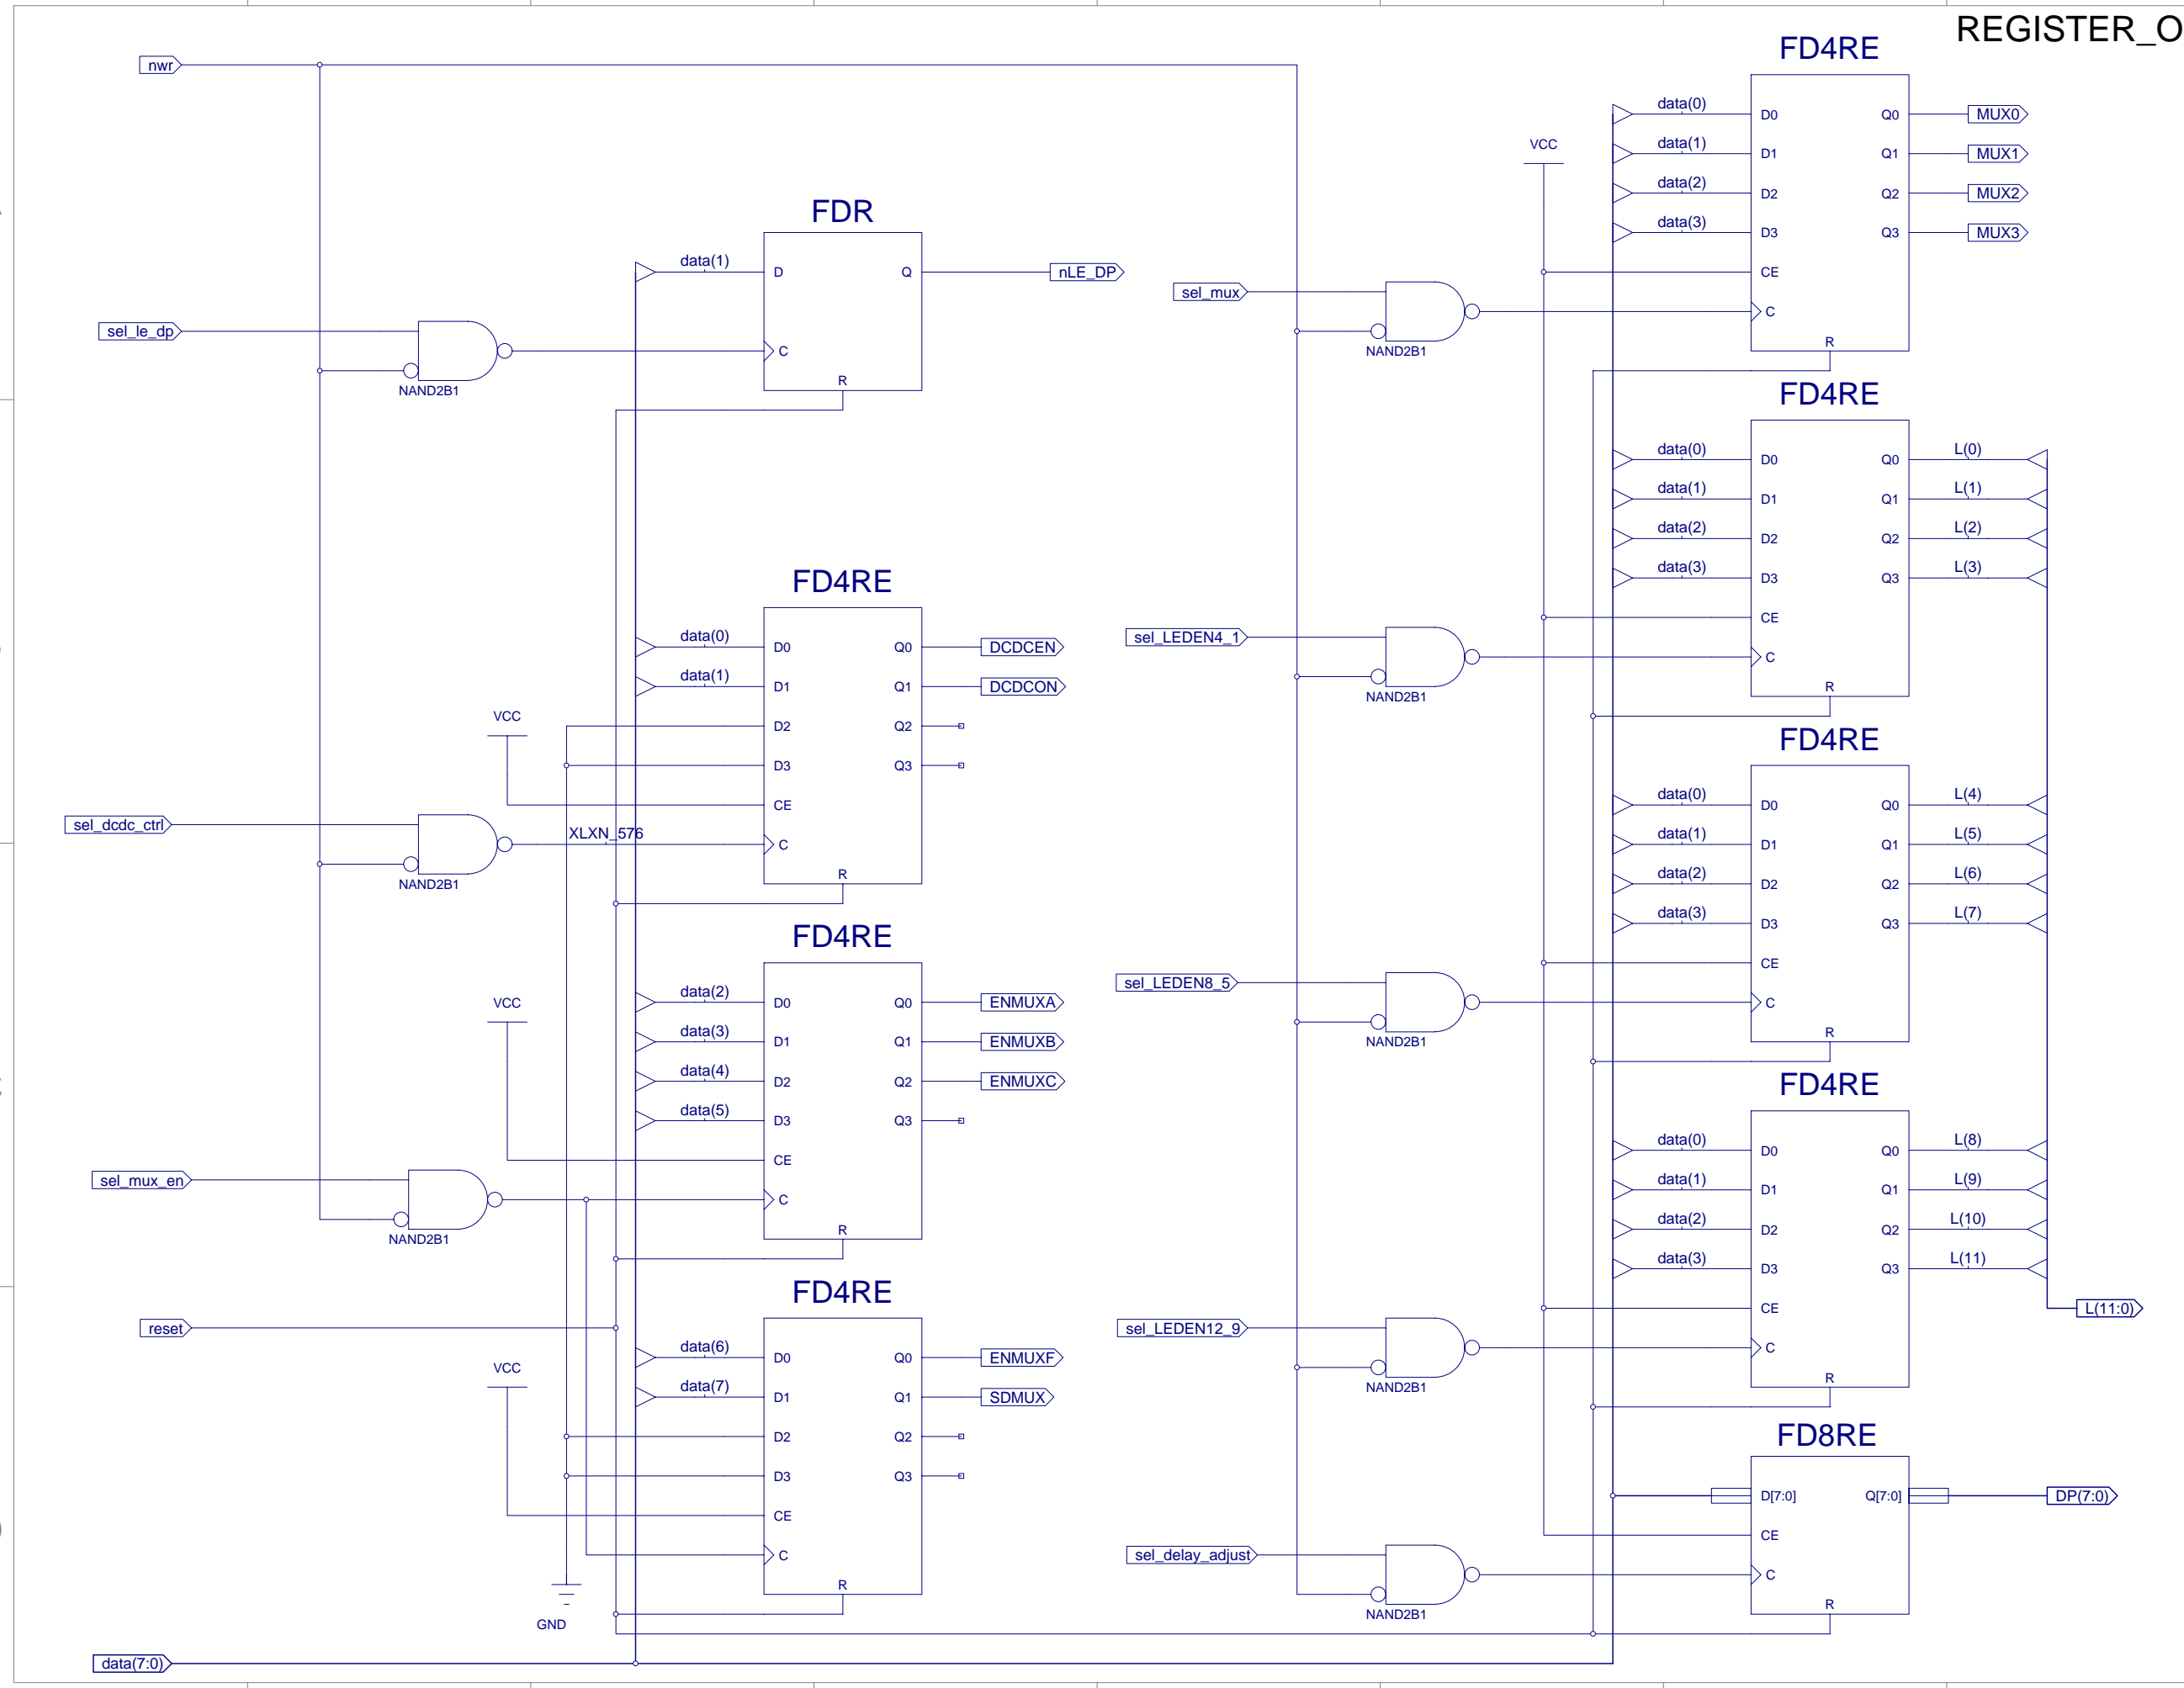 REGISTER_O
nwr
FDR
data(1)
D
Q
nLE_DP
sel_le_dp
C
R
NAND2B1
FD4RE
data(0)
D0
Q0
DCDCEN
data(1)
D1
Q1
DCDCON
VCC
D2
Q2
D3
Q3
CE
sel_dcdc_ctrl
XLXN_576
C
R
NAND2B1
FD4RE
data(2)
D0
Q0
ENMUXA
VCC
data(3)
D1
Q1
ENMUXB
data(4)
D2
Q2
ENMUXC
data(5)
D3
Q3
CE
sel_mux_en
C
R
NAND2B1
FD4RE
reset
data(6)
D0
Q0
ENMUXF
VCC
data(7)
D1
Q1
SDMUX
D2
Q2
D3
Q3
CE
C
R
GND
data(7:0)
FD4RE
data(0)
D0
Q0
MUX0
VCC
data(1)
D1
Q1
MUX1
data(2)
D2
Q2
MUX2
data(3)
D3
Q3
MUX3
CE
sel_mux
C
R
NAND2B1
FD4RE
data(0)
D0
Q0
L(0)
data(1)
D1
Q1
L(1)
data(2)
D2
Q2
L(2)
data(3)
D3
Q3
L(3)
CE
sel_LEDEN4_1
C
R
NAND2B1
FD4RE
data(0)
D0
Q0
L(4)
data(1)
D1
Q1
L(5)
data(2)
D2
Q2
L(6)
data(3)
D3
Q3
L(7)
CE
sel_LEDEN8_5
C
R
NAND2B1
FD4RE
data(0)
D0
Q0
L(8)
data(1)
D1
Q1
L(9)
data(2)
D2
Q2
L(10)
data(3)
D3
Q3
L(11)
CE
L(11:0)
sel_LEDEN12_9
C
R
NAND2B1
FD8RE
D[7:0]
Q[7:0]
DP(7:0)
CE
sel_delay_adjust
C
R
NAND2B1